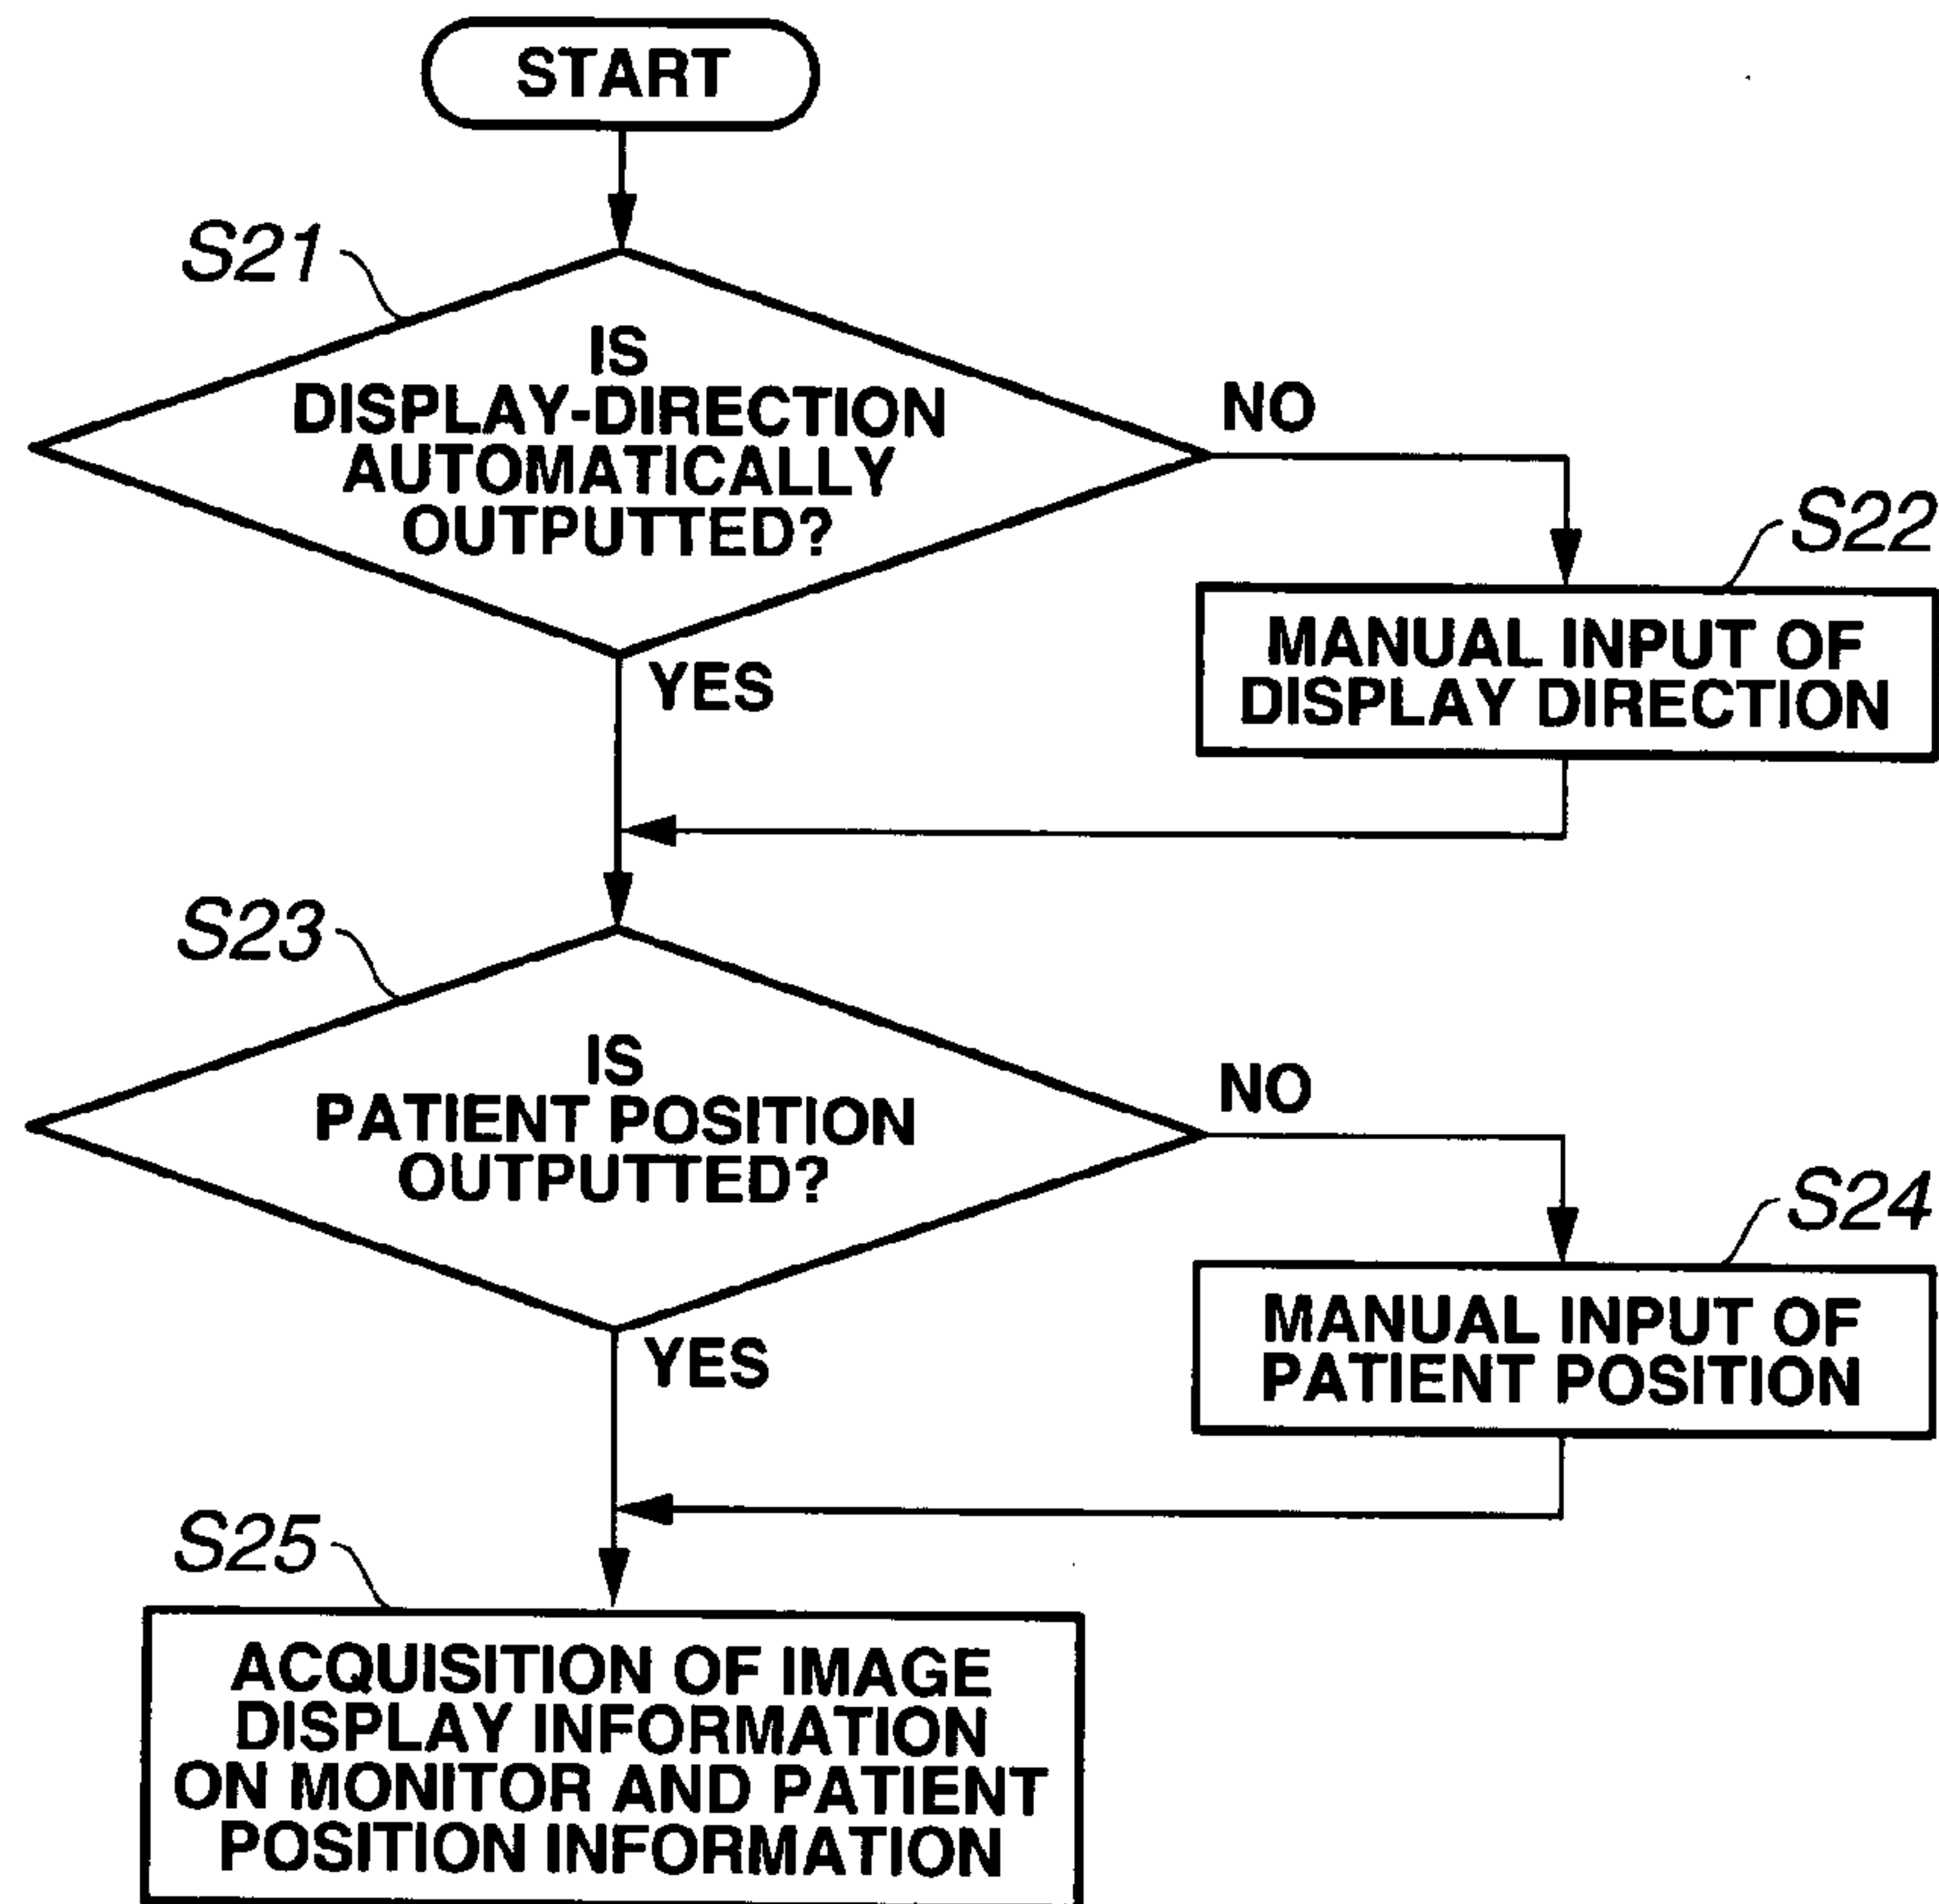 START
S21
IS
DISPLAY-DIRECTION
AUTOMATICALLY
OUTPUTTED?
NO
S22
MANUAL INPUT OF
DISPLAY DIRECTION
YES
S23
IS
PATIENT POSITION
OUTPUTTED?
NO
S24
MANUAL INPUT OF
PATIENT POSITION
YES
S25
ACQUISITION OF IMAGE
DISPLAY INFORMATION
ON MONITOR AND PATIENT
POSITION INFORMATION